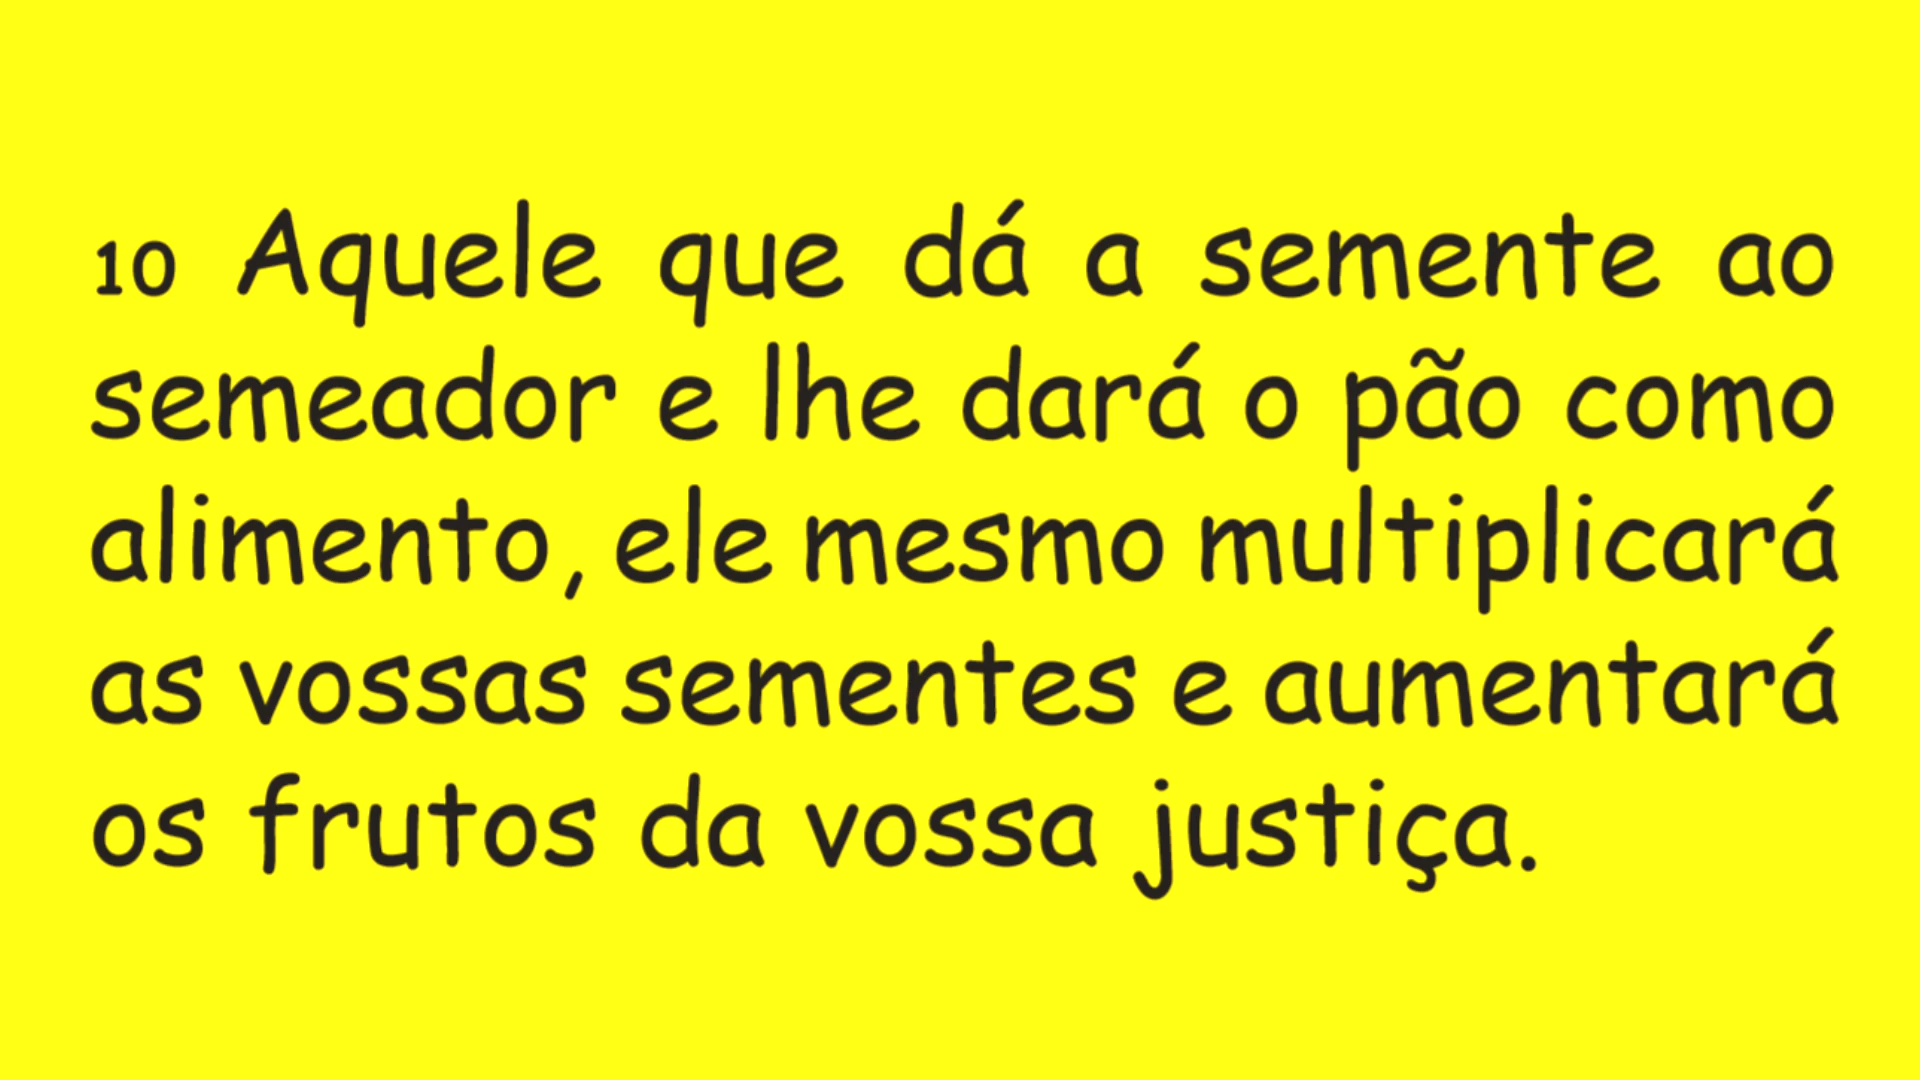 10 Aquele que dá a semente ao
semeador e lhe dará o pão como
alimento, ele mesmo multiplicará
as vossas sementes e aumentará
os frutos da vossa justiça.